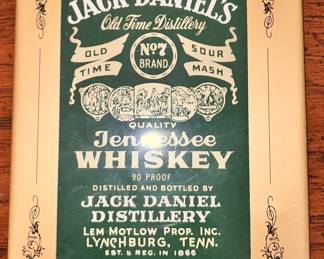 JACK DANIEL'S
Old Time Distillery
OLD TIME
No. 7 BRAND
SOUR MASH
QUALITY
Tennessee
WHISKEY
90 PROOF
DISTILLED AND BOTTLED BY
JACK DANIEL
DISTILLERY
LEM MOTLOW PROP. INC.
LYNCHBURG, TENN.
EST. & REG. IN 1866